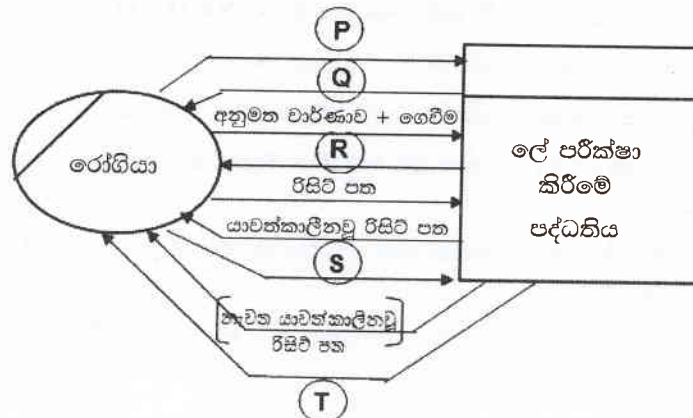 P
Q
අනුමත වාර්ණාව + ගෙවීම
R
රෝගියා
රිසිට් පත
ලේ පරීක්ෂා
කිරීමේ
පද්ධතිය
යාවත්කාලීනවූ රිසිට් පත
S
නැවත යාවත්කාලීනවූ
රිසිට් පත
T